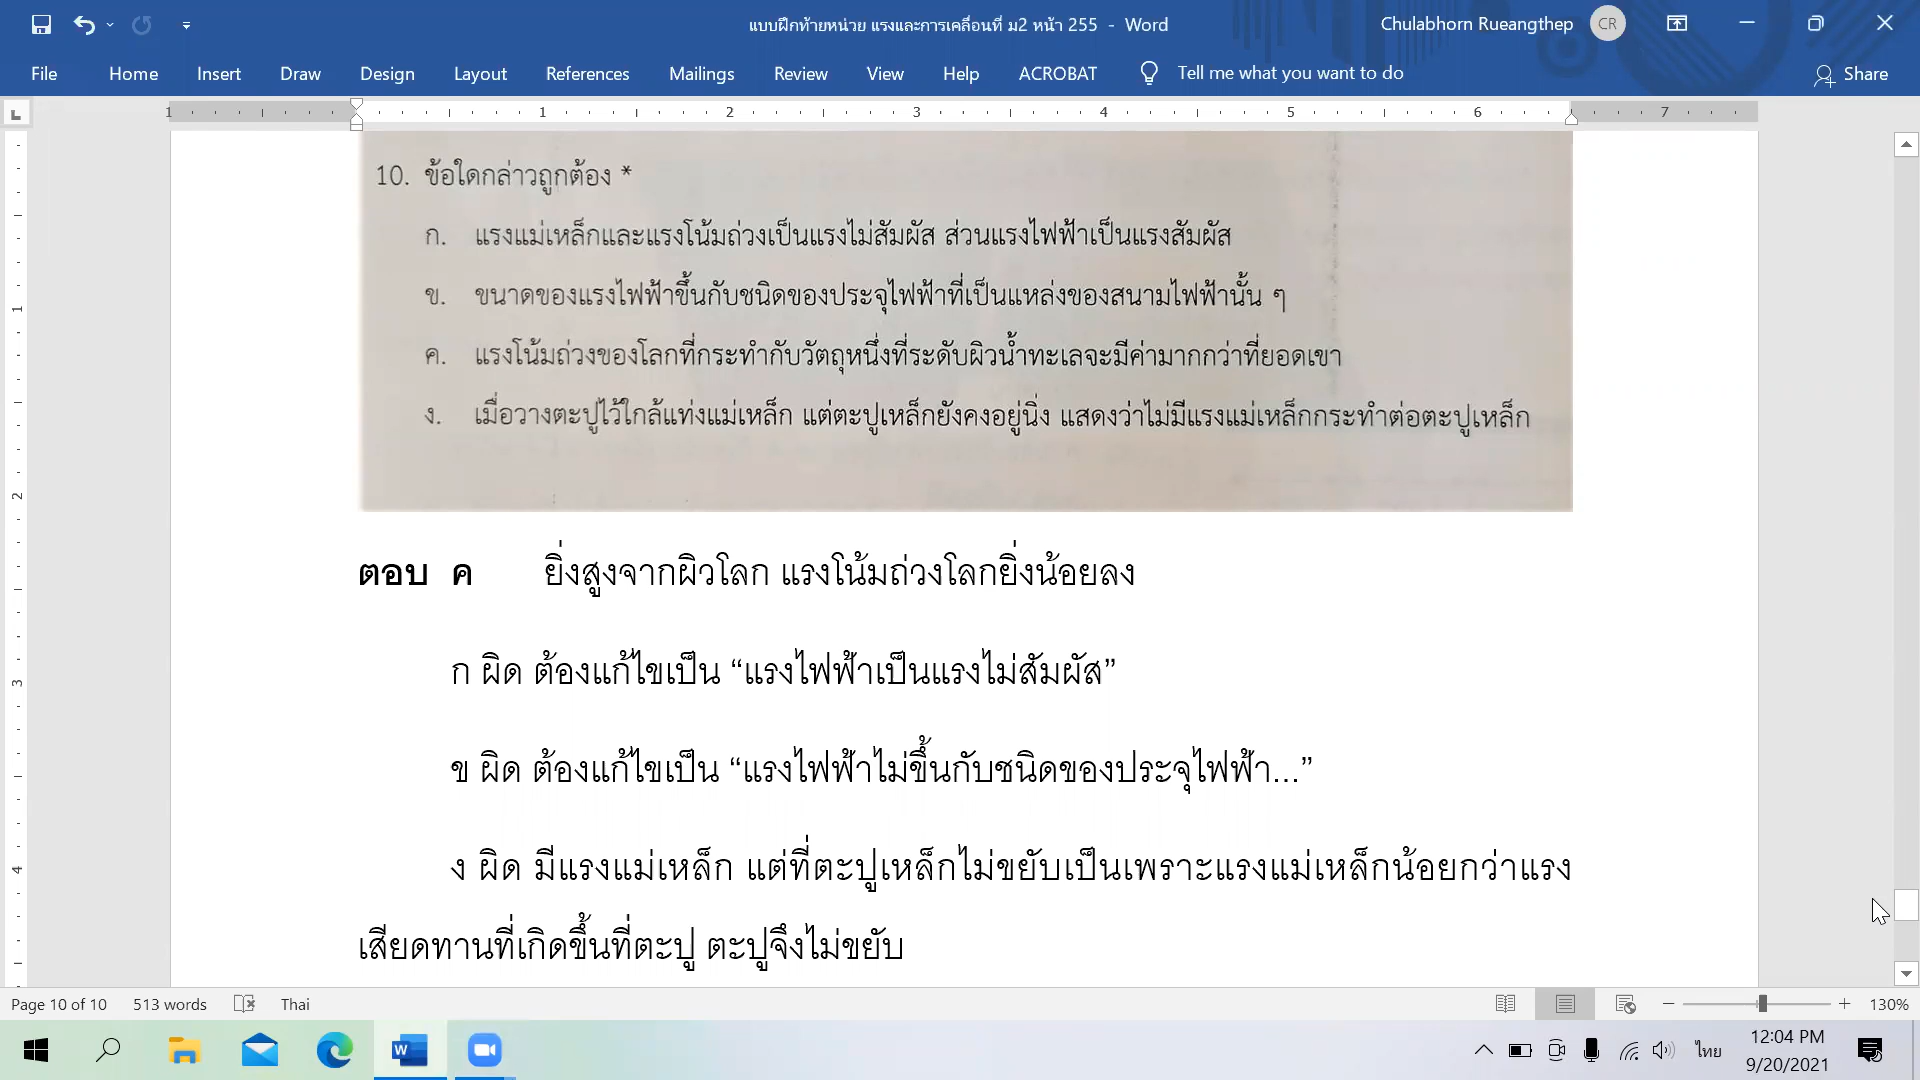 แบบฝึกท้ายหน่วย แรงและการเคลื่อนที่ ม2 หน้า 255 - Word
Chulabhorn Rueangthep CR
File Home Insert Draw Design Layout References Mailings Review View Help ACROBAT Tell me what you want to do Share
1 1 2 3 4 5 6 7
10. ข้อใดกล่าวถูกต้อง *
ก. แรงแม่เหล็กและแรงโน้มถ่วงเป็นแรงไม่สัมผัส ส่วนแรงไฟฟ้าเป็นแรงสัมผัส
ข. ขนาดของแรงไฟฟ้าขึ้นกับชนิดของประจุไฟฟ้าที่เป็นแหล่งของสนามไฟฟ้านั้น ๆ
ค. แรงโน้มถ่วงของโลกที่กระทำกับวัตถุหนึ่งที่ระดับผิวน้ำทะเลจะมีค่ามากกว่าที่ยอดเขา
ง. เมื่อวางตะปูไว้ใกล้แท่งแม่เหล็ก แต่ตะปูเหล็กยังคงอยู่นิ่ง แสดงว่าไม่มีแรงแม่เหล็กกระทำต่อตะปูเหล็ก
ตอบ ค ยิ่งสูงจากผิวโลก แรงโน้มถ่วงโลกยิ่งน้อยลง
ก ผิด ต้องแก้ไขเป็น “แรงไฟฟ้าเป็นแรงไม่สัมผัส”
ข ผิด ต้องแก้ไขเป็น “แรงไฟฟ้าไม่ขึ้นกับชนิดของประจุไฟฟ้า...”
ง ผิด มีแรงแม่เหล็ก แต่ที่ตะปูเหล็กไม่ขยับเป็นเพราะแรงแม่เหล็กน้อยกว่าแรง
เสียดทานที่เกิดขึ้นที่ตะปู ตะปูจึงไม่ขยับ
1
2
3
4
Page 10 of 10 513 words Thai 130%
ไทย 12:04 PM
9/20/2021